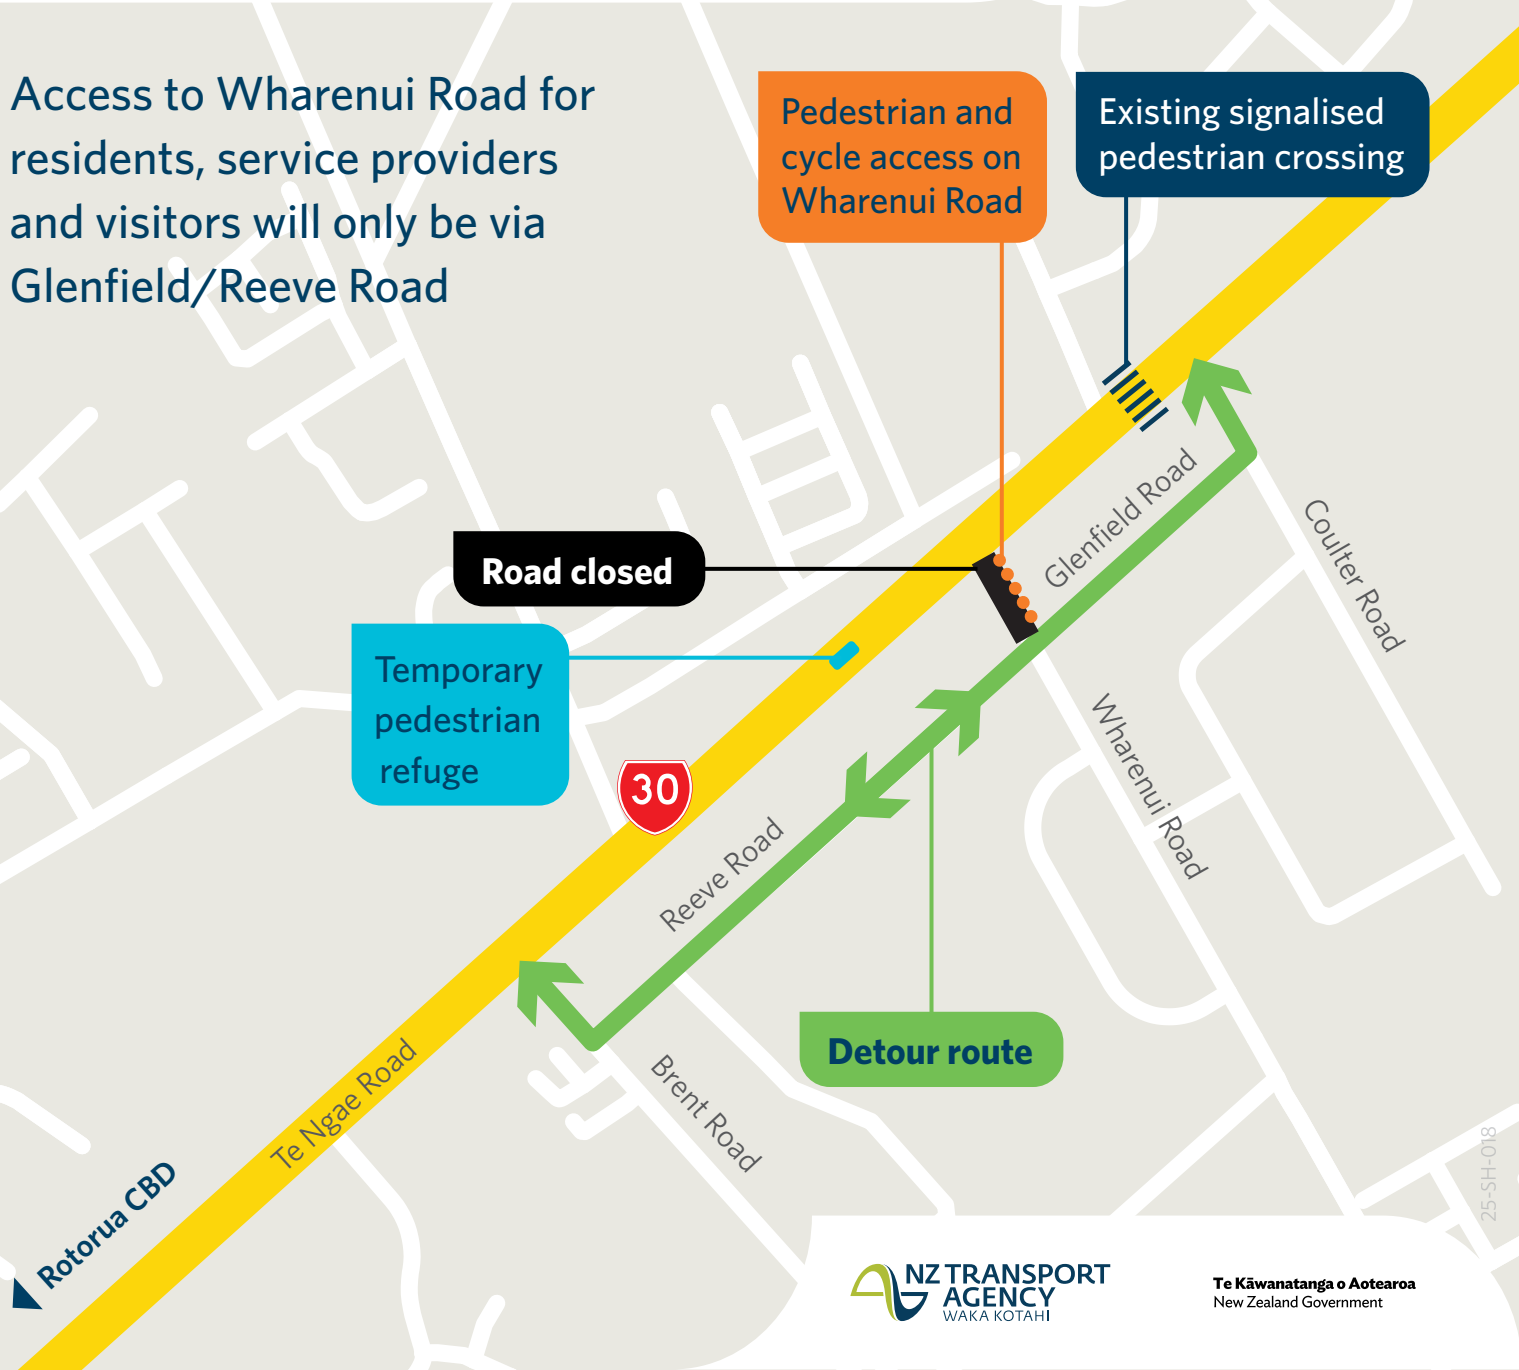 Access to Wharenui Road for
residents, service providers
and visitors will only be via
Glenfield/Reeve Road
Pedestrian and
cycle access on
Wharenui Road
Existing signalised
pedestrian crossing
Road closed
Temporary
pedestrian
refuge
30
Glenfield Road
Coulter Road
Wharenui Road
Reeve Road
Detour route
Brent Road
Te Ngae Road
Rotorua CBD
25-SH-018
NZ TRANSPORT
AGENCY
WAKA KOTAHI
Te Kāwanatanga o Aotearoa
New Zealand Government